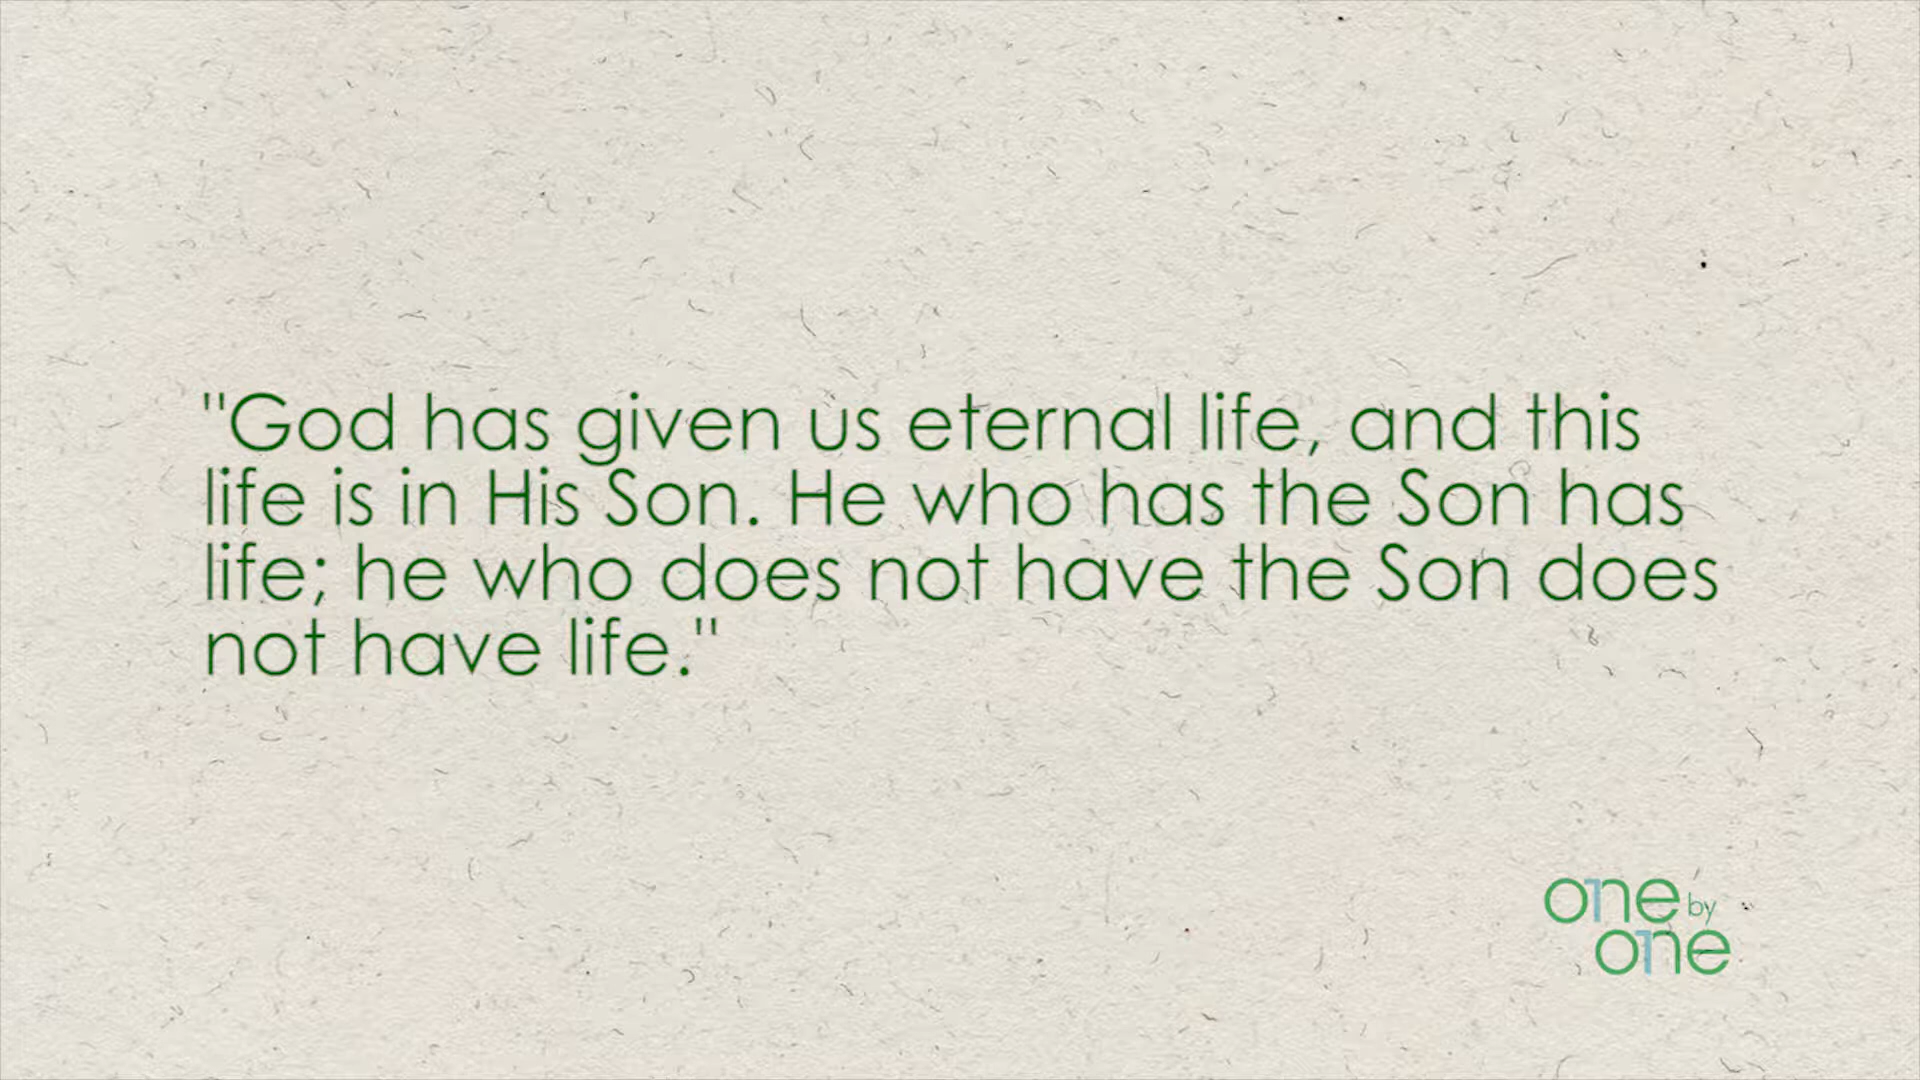 "God has given us eternal life, and this
life is in His Son. He who has the Son has
life; he who does not have the Son does
not have life."
one by
one